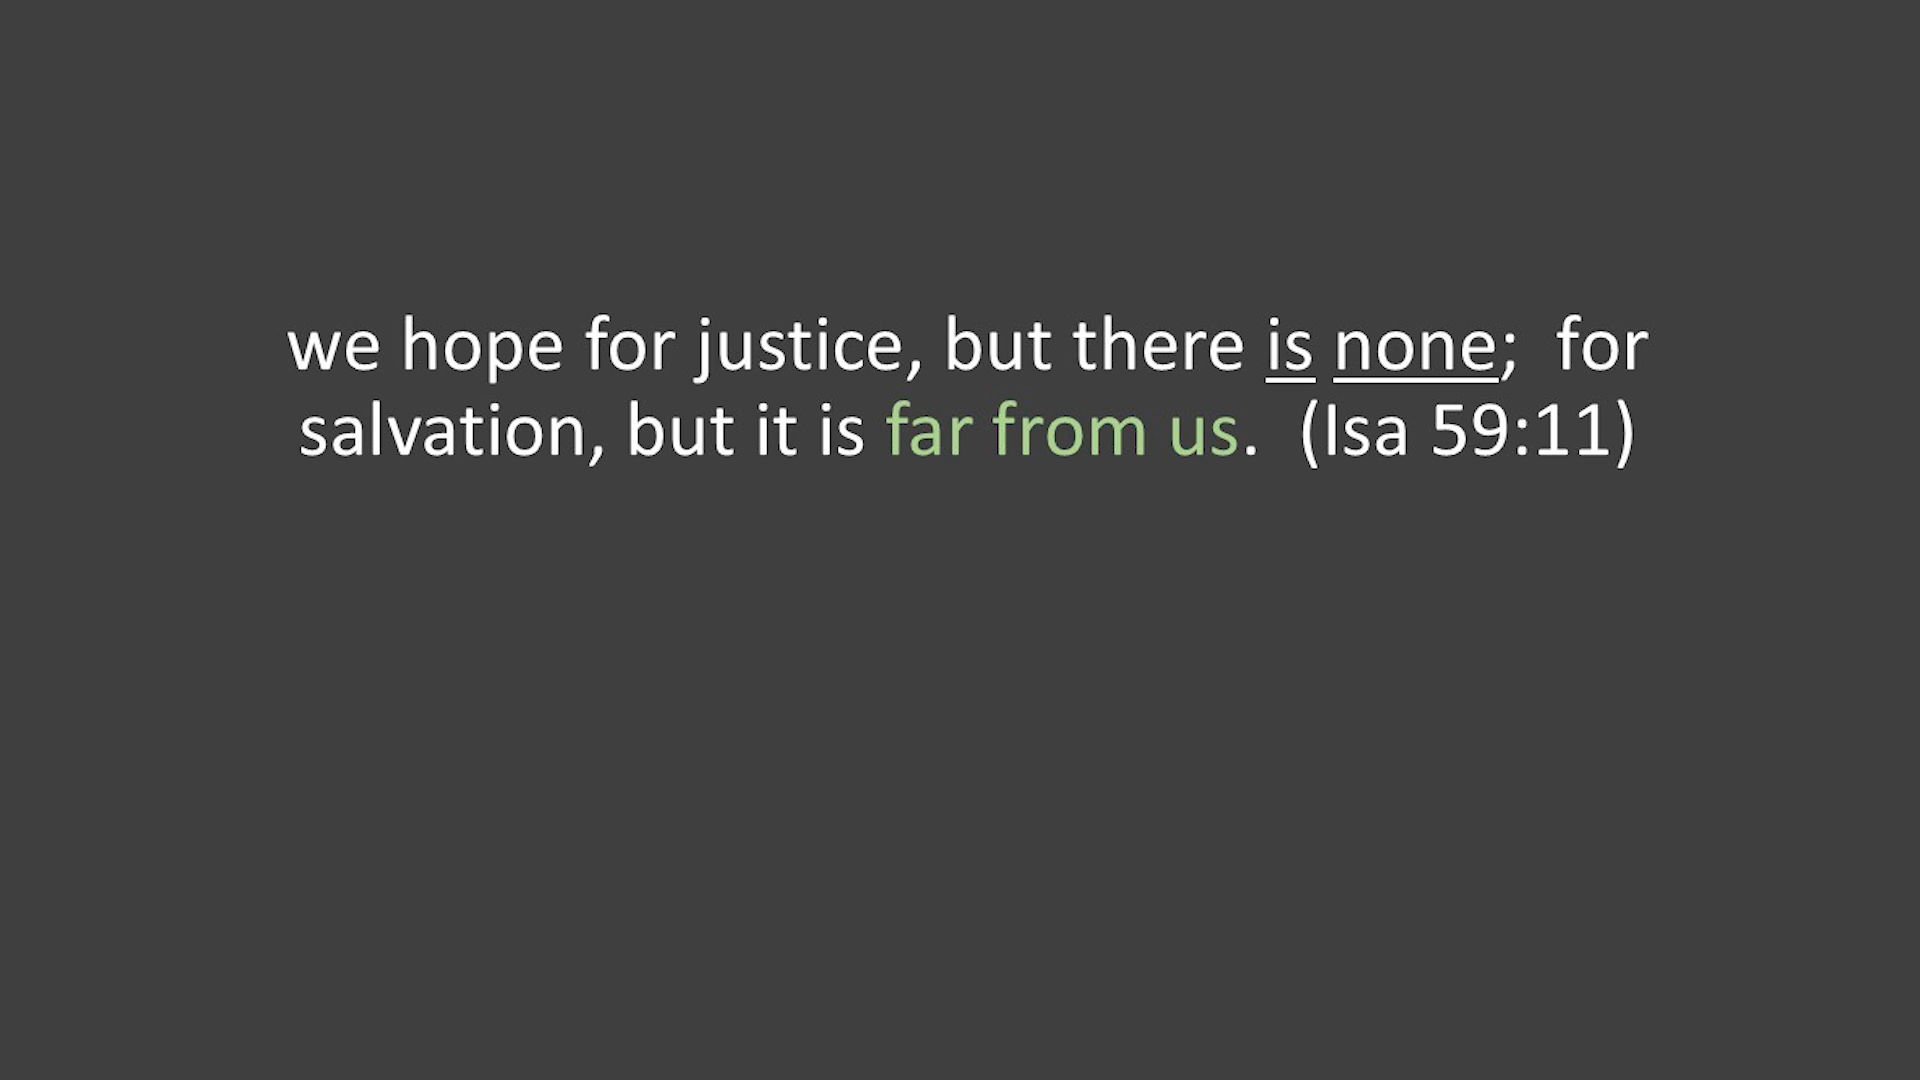 we hope for justice, but there is none;  for
salvation, but it is far from us.  (Isa 59:11)